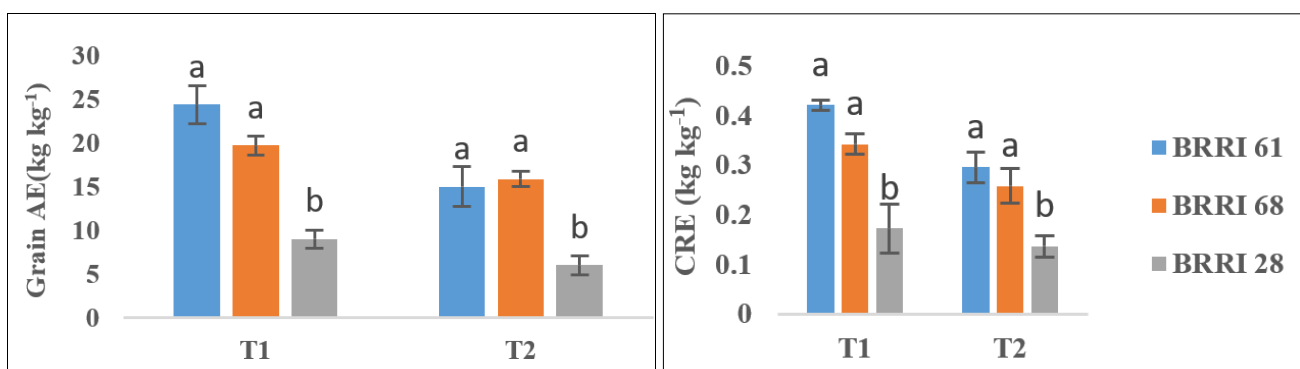 Grain AE(kg kg⁻¹)
30
25
20
15
10
5
0
a
a
b
a
a
b
T1 T2
CRE (kg kg⁻¹)
0.5
0.4
0.3
0.2
0.1
0
a
a
b
a
a
b
T1 T2
BRRI 61
BRRI 68
BRRI 28